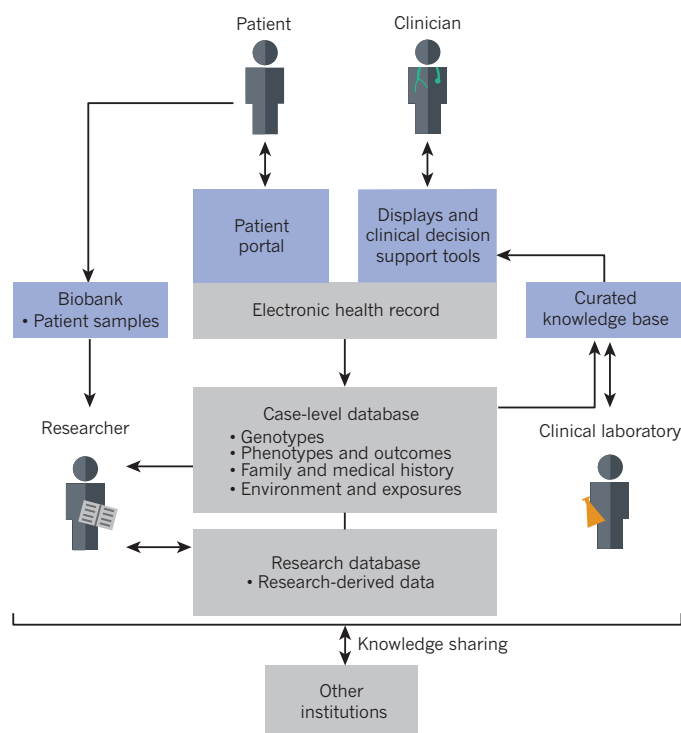 Patient
Clinician
Patient
portal
Displays and
clinical decision
support tools
Electronic health record
Biobank
• Patient samples
Curated
knowledge base
Case-level database
• Genotypes
• Phenotypes and outcomes
• Family and medical history
• Environment and exposures
Researcher
Clinical laboratory
Research database
• Research-derived data
Knowledge sharing
Other
institutions